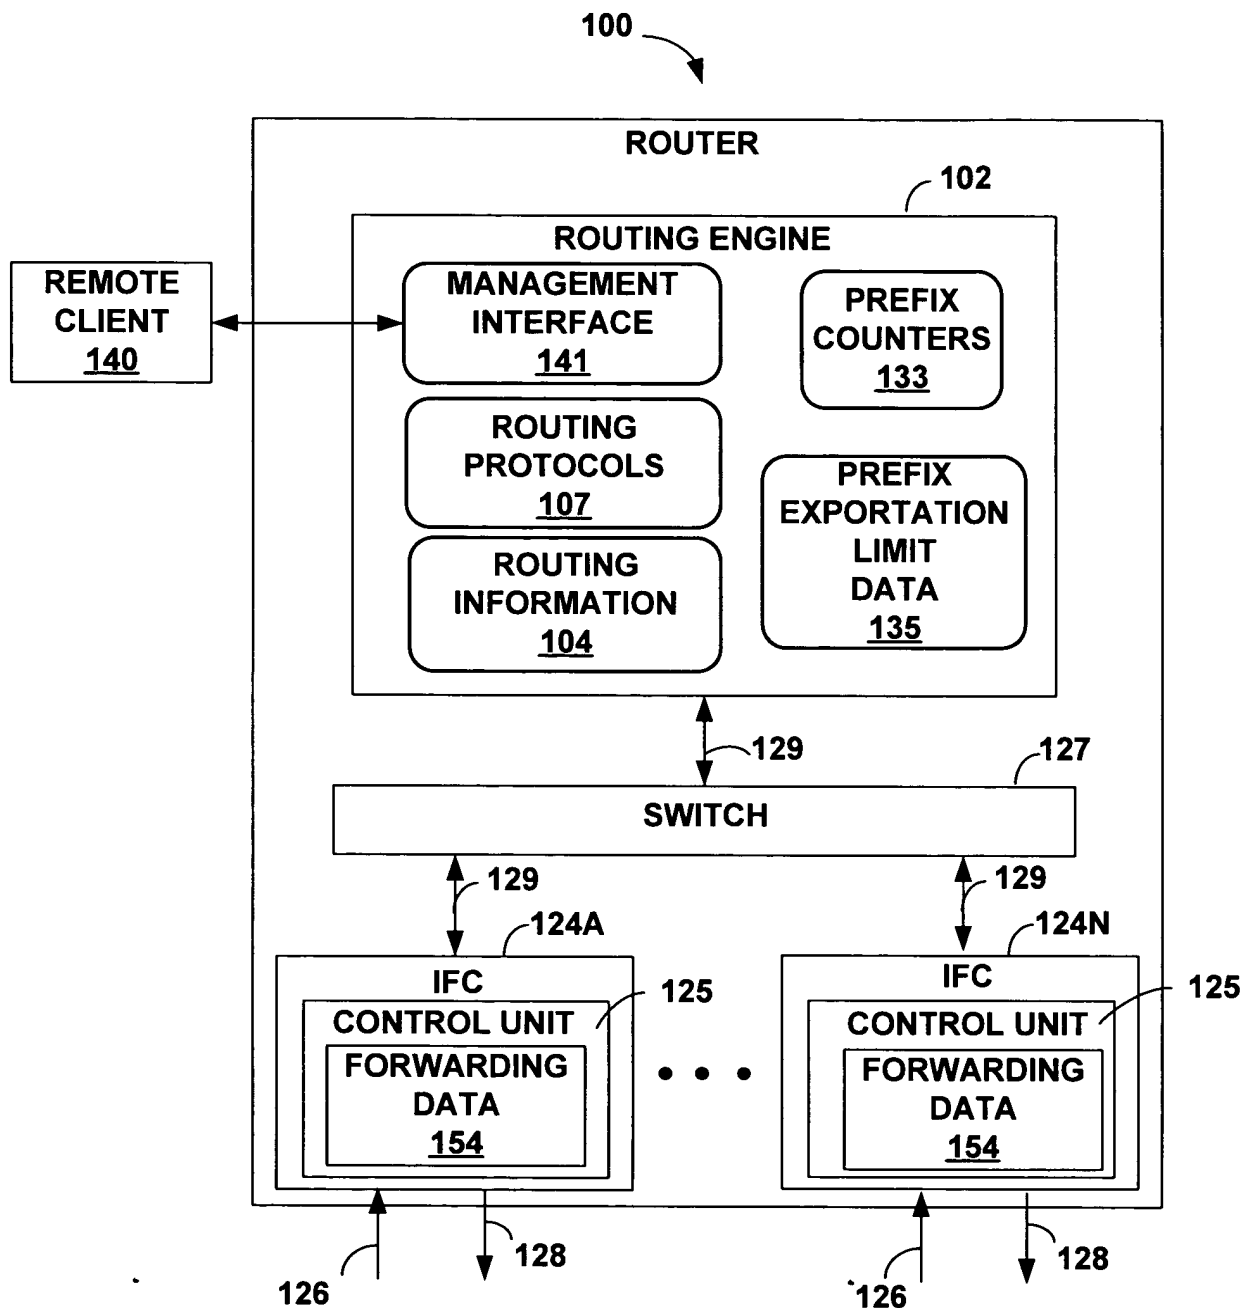 100
ROUTER
102
ROUTING ENGINE
REMOTE
CLIENT
140
MANAGEMENT
INTERFACE
141
PREFIX
COUNTERS
133
ROUTING
PROTOCOLS
107
PREFIX
EXPORTATION
LIMIT
DATA
135
ROUTING
INFORMATION
104
129
127
SWITCH
129
129
124A
124N
IFC
125
CONTROL UNIT
FORWARDING
DATA
154
IFC
125
CONTROL UNIT
FORWARDING
DATA
154
126
128
126
128